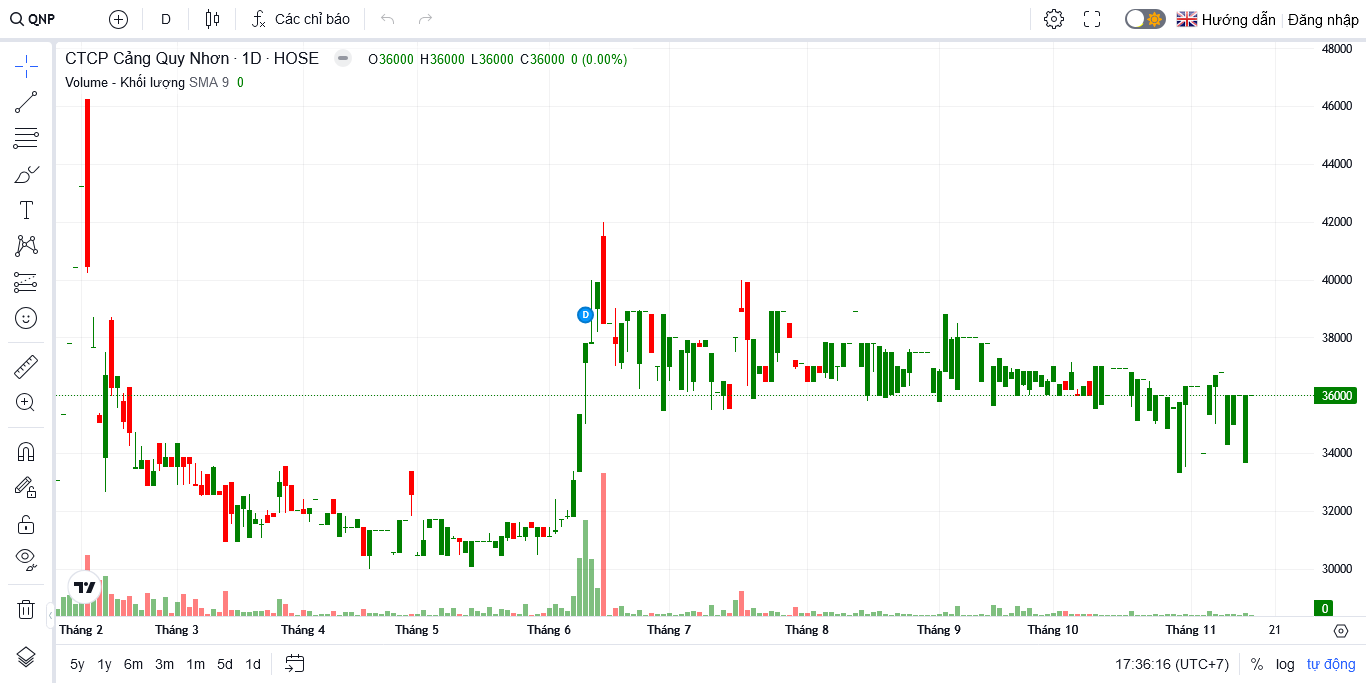 QNP D Các chỉ báo Hướng dẫn Đăng nhập
CTCP Cảng Quy Nhơn · 1D · HOSE O36000 H36000 L36000 C36000 0 (0.00%)
Volume - Khối lượng SMA 9 0
48000
46000
44000
42000
40000
D
38000
36000
34000
32000
30000
0
Tháng 2 Tháng 3 Tháng 4 Tháng 5 Tháng 6 Tháng 7 Tháng 8 Tháng 9 Tháng 10 Tháng 11 21
5y 1y 6m 3m 1m 5d 1d 17:36:16 (UTC+7) % log tự động